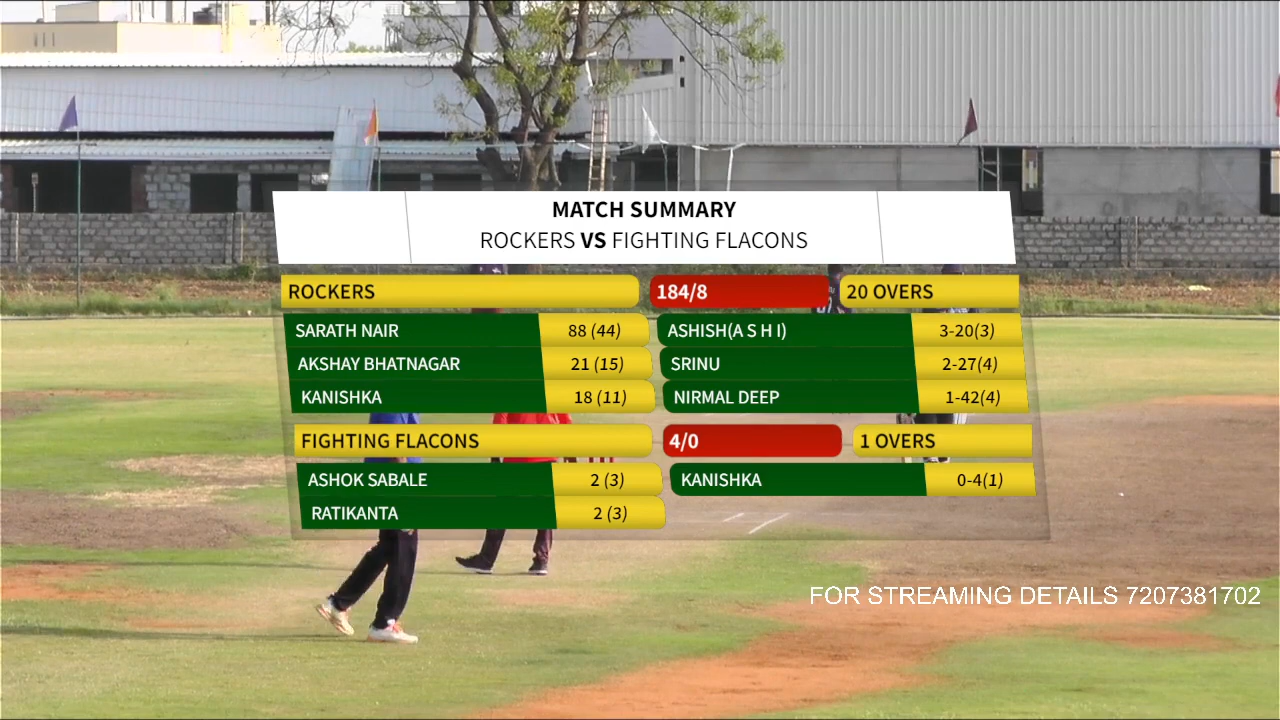 MATCH SUMMARY
ROCKERS VS FIGHTING FLACONS
ROCKERS 184/8 20 OVERS
SARATH NAIR 88 (44) ASHISH(A S H I) 3-20(3)
AKSHAY BHATNAGAR 21 (15) SRINU 2-27(4)
KANISHKA 18 (11) NIRMAL DEEP 1-42(4)
FIGHTING FLACONS 4/0 1 OVERS
ASHOK SABALE 2 (3) KANISHKA 0-4(1)
RATIKANTA 2 (3)
FOR STREAMING DETAILS 7207381702